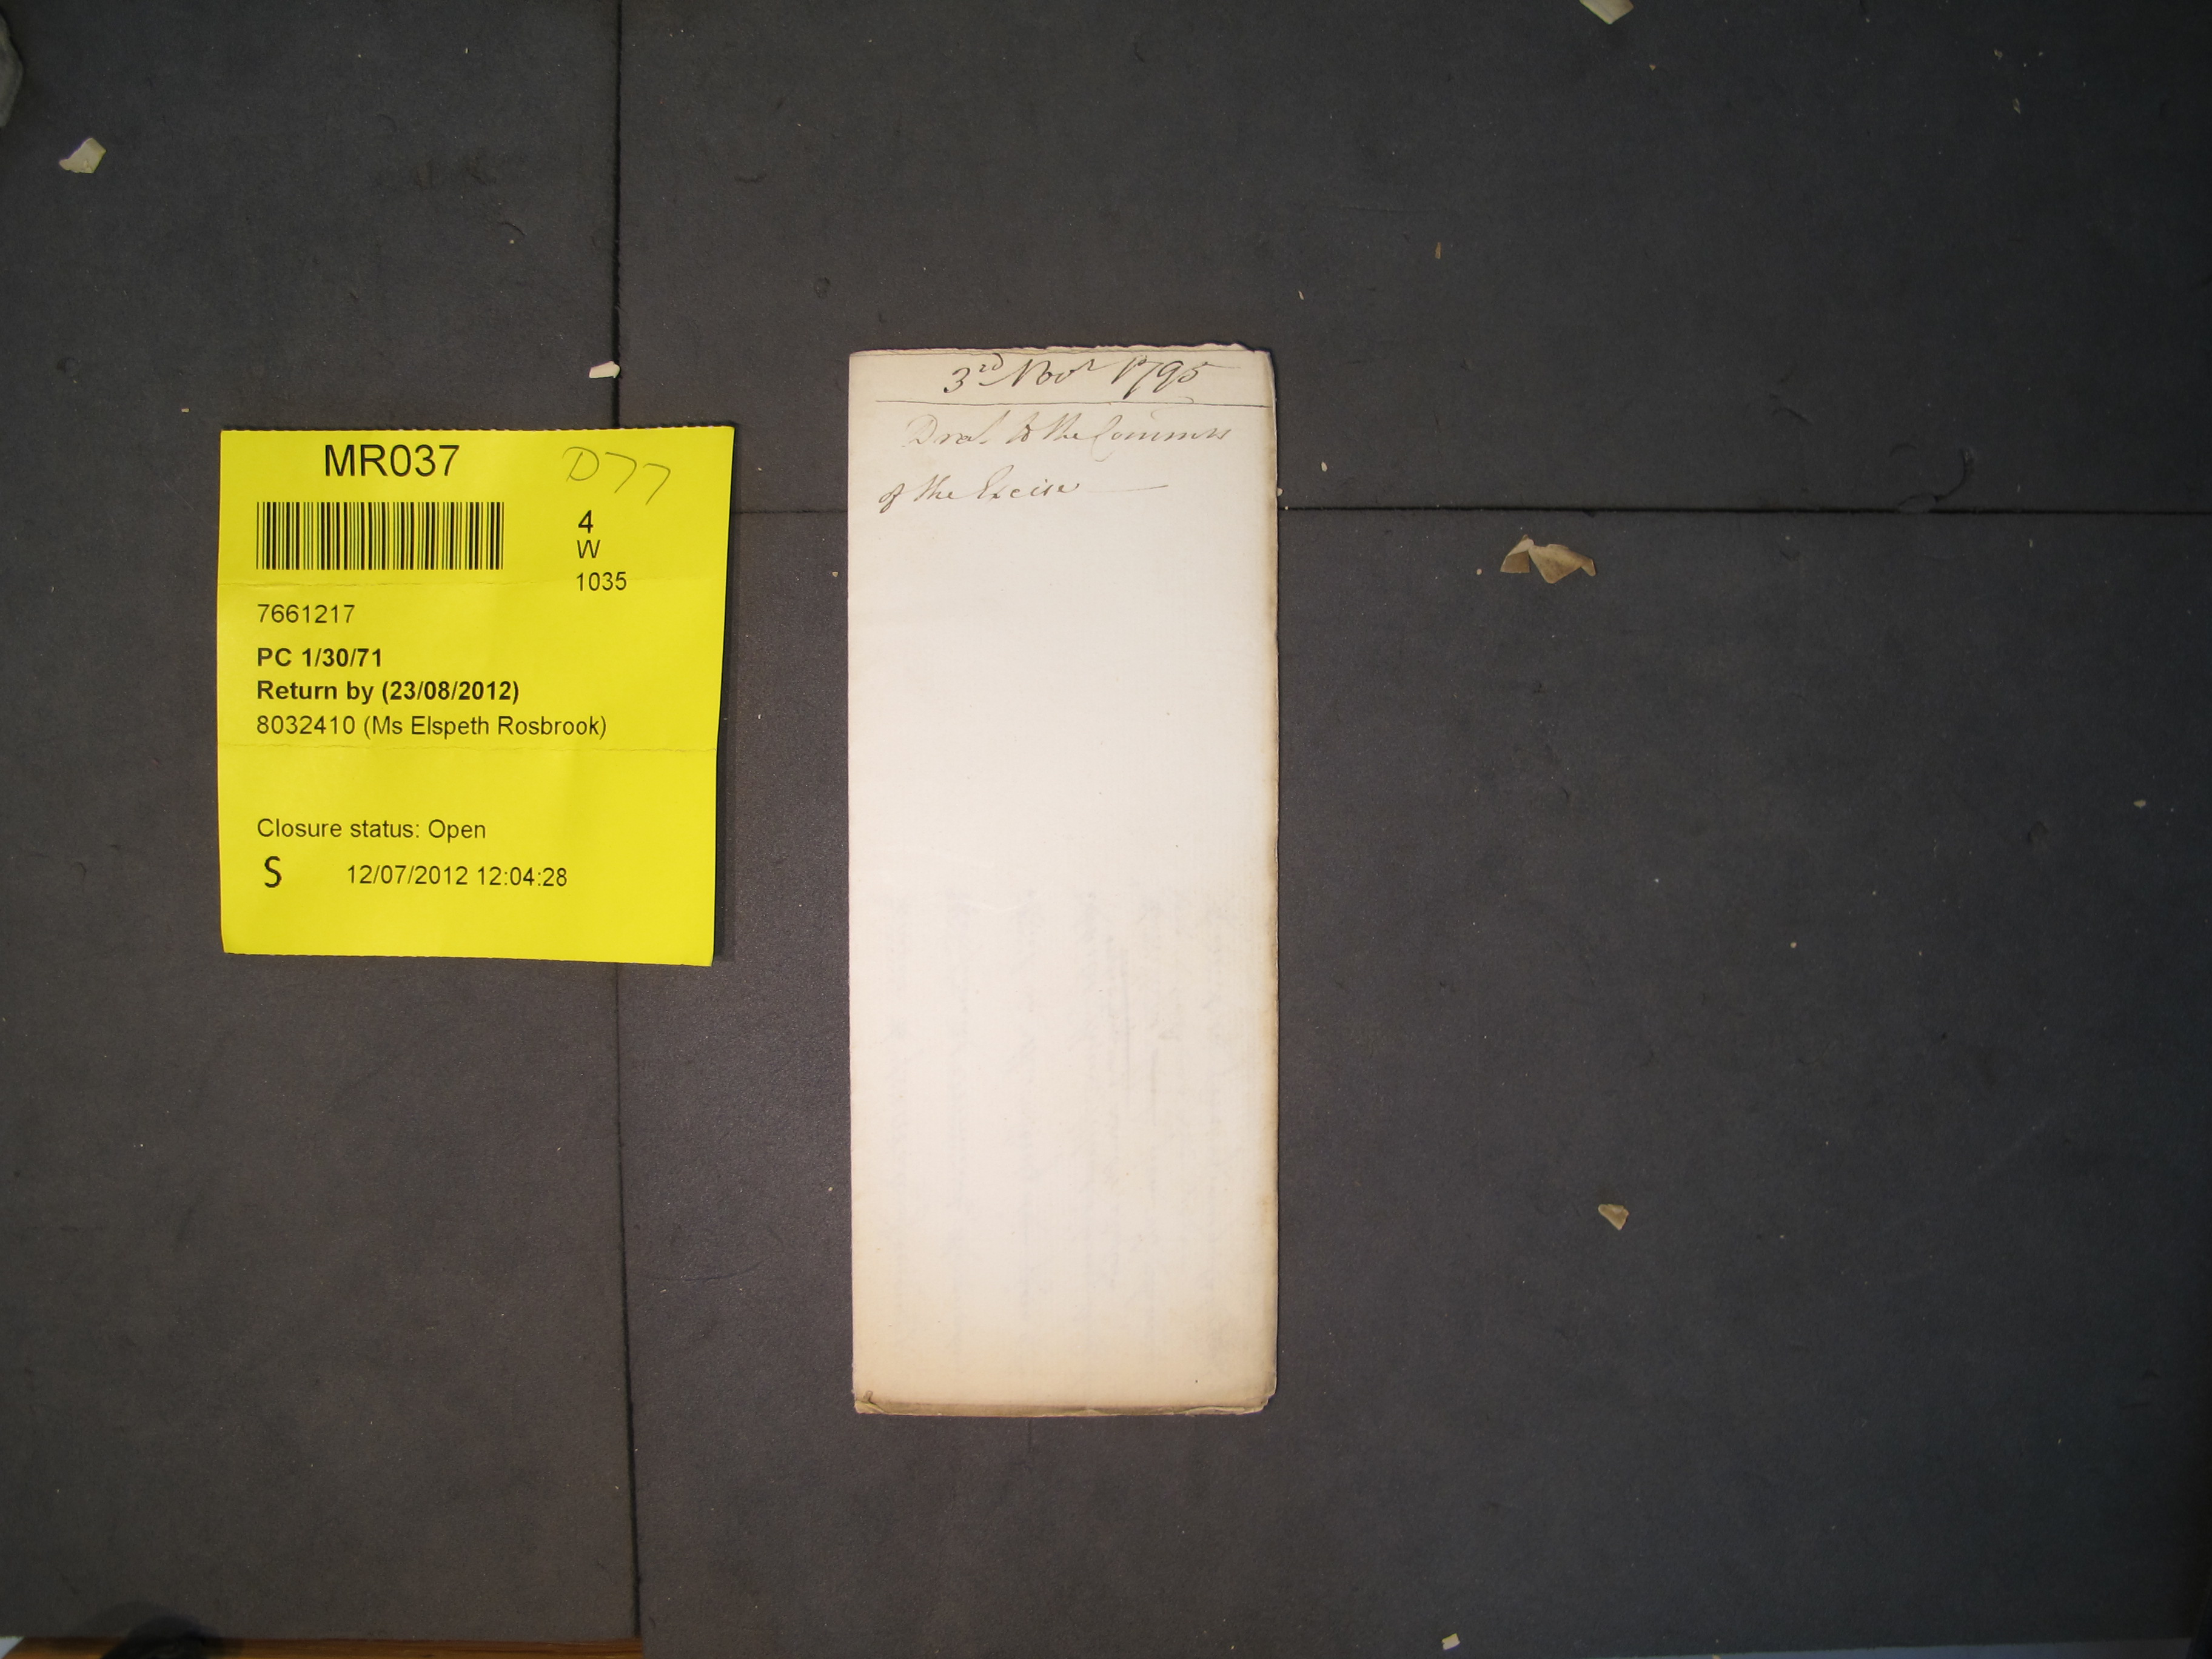 MR037
D77
4
W
1035
7661217
PC 1/30/71
Return by (23/08/2012)
8032410 (Ms Elspeth Rosbrook)
Closure status: Open
S 12/07/2012 12:04:28
3rd Novr 1795
Drat. to the Commrs
of the Excise